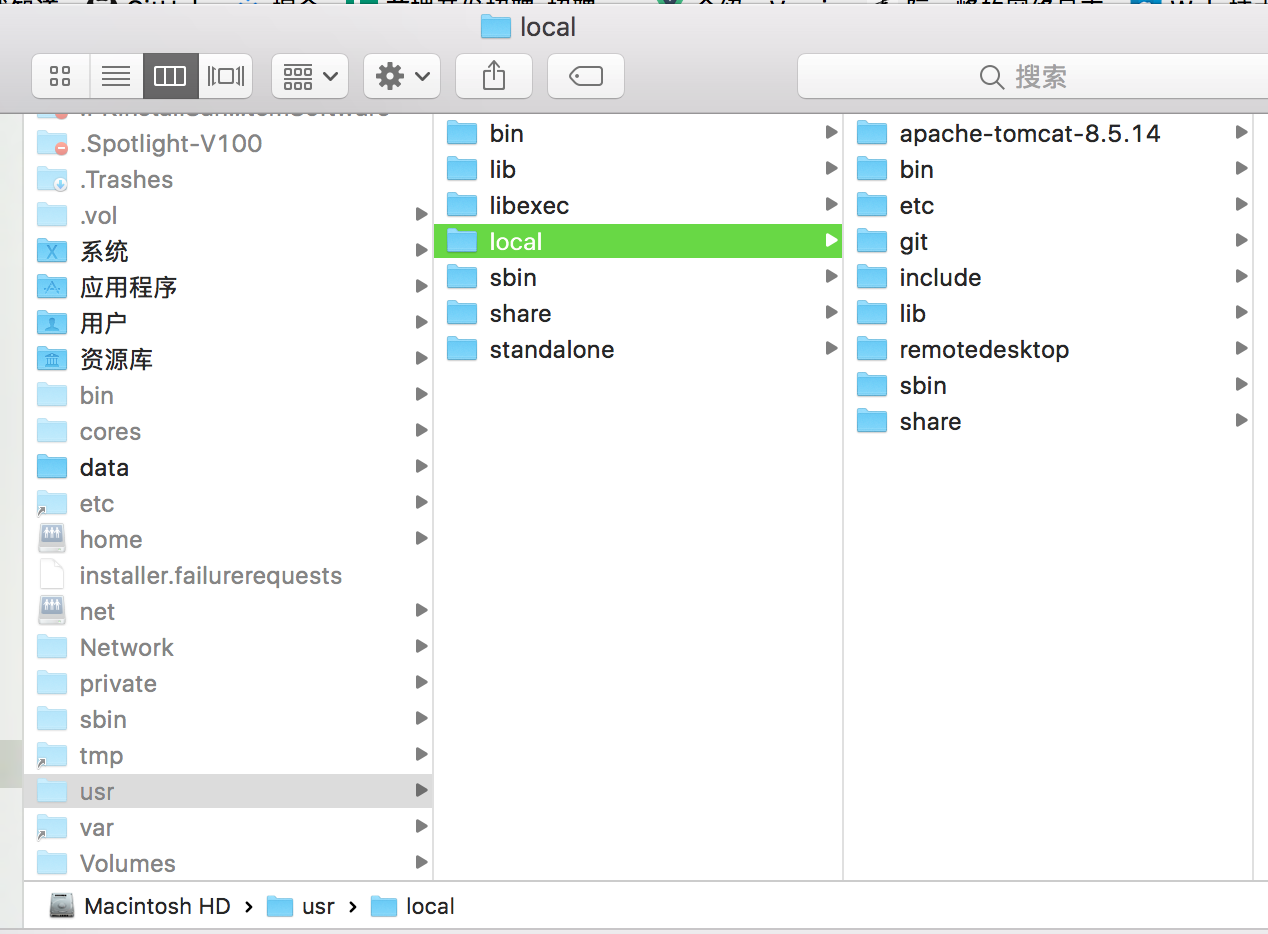 local
搜索
.Spotlight-V100
.Trashes
.vol
系统
应用程序
用户
资源库
bin
cores
data
etc
home
installer.failurerequests
net
Network
private
sbin
tmp
usr
var
Volumes
bin
lib
libexec
local
sbin
share
standalone
apache-tomcat-8.5.14
bin
etc
git
include
lib
remotedesktop
sbin
share
Macintosh HD › usr › local